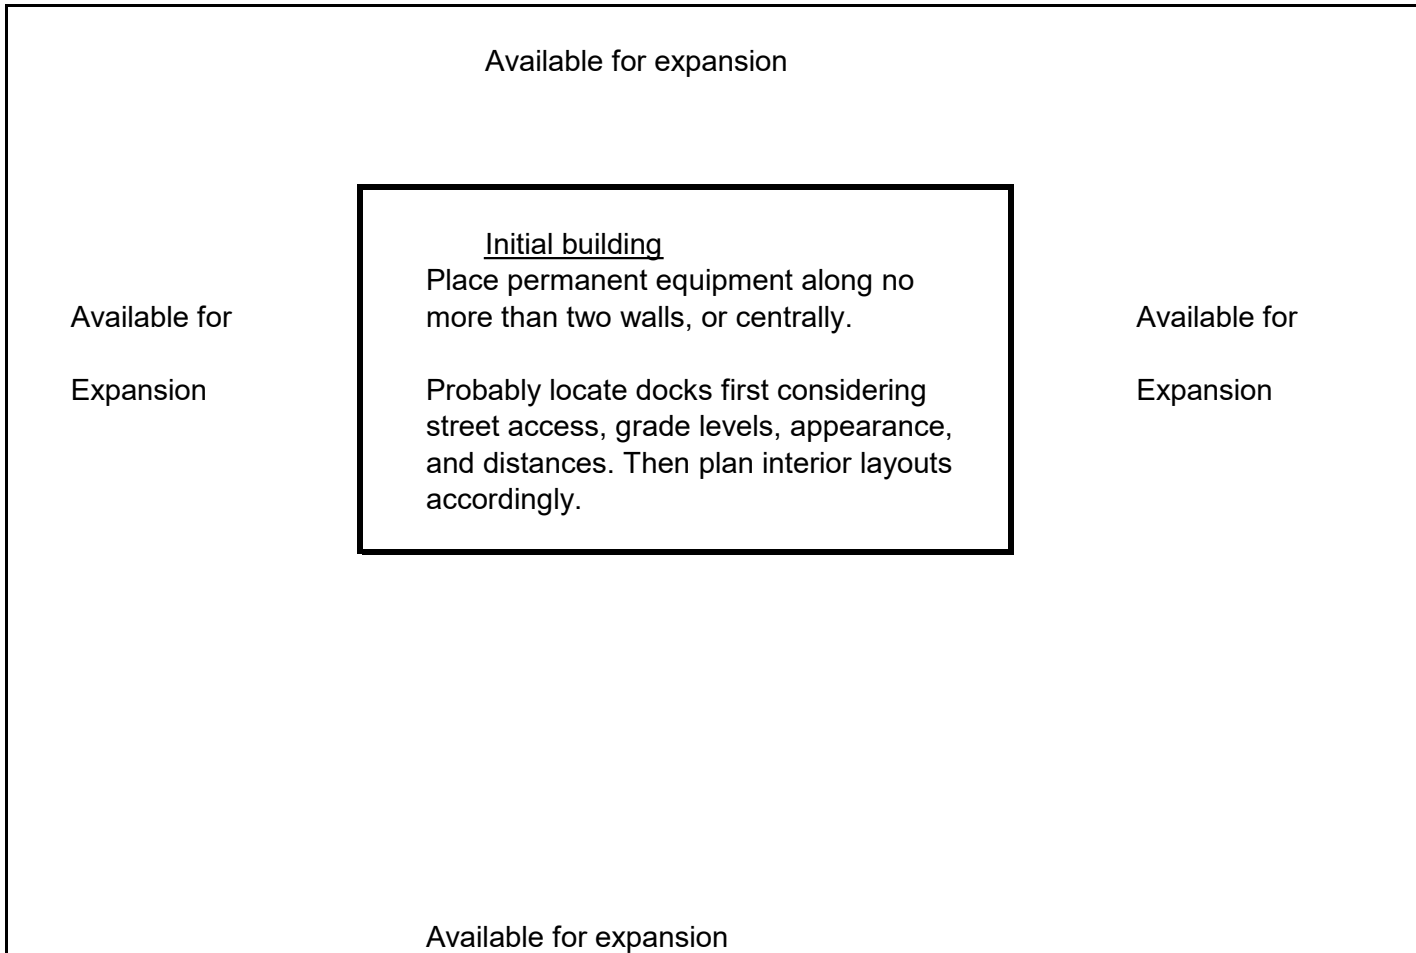 Available for expansion
Initial building
Place permanent equipment along no
more than two walls, or centrally.
Available for
Expansion
Probably locate docks first considering
street access, grade levels, appearance,
and distances. Then plan interior layouts
accordingly.
Available for
Expansion
Available for expansion